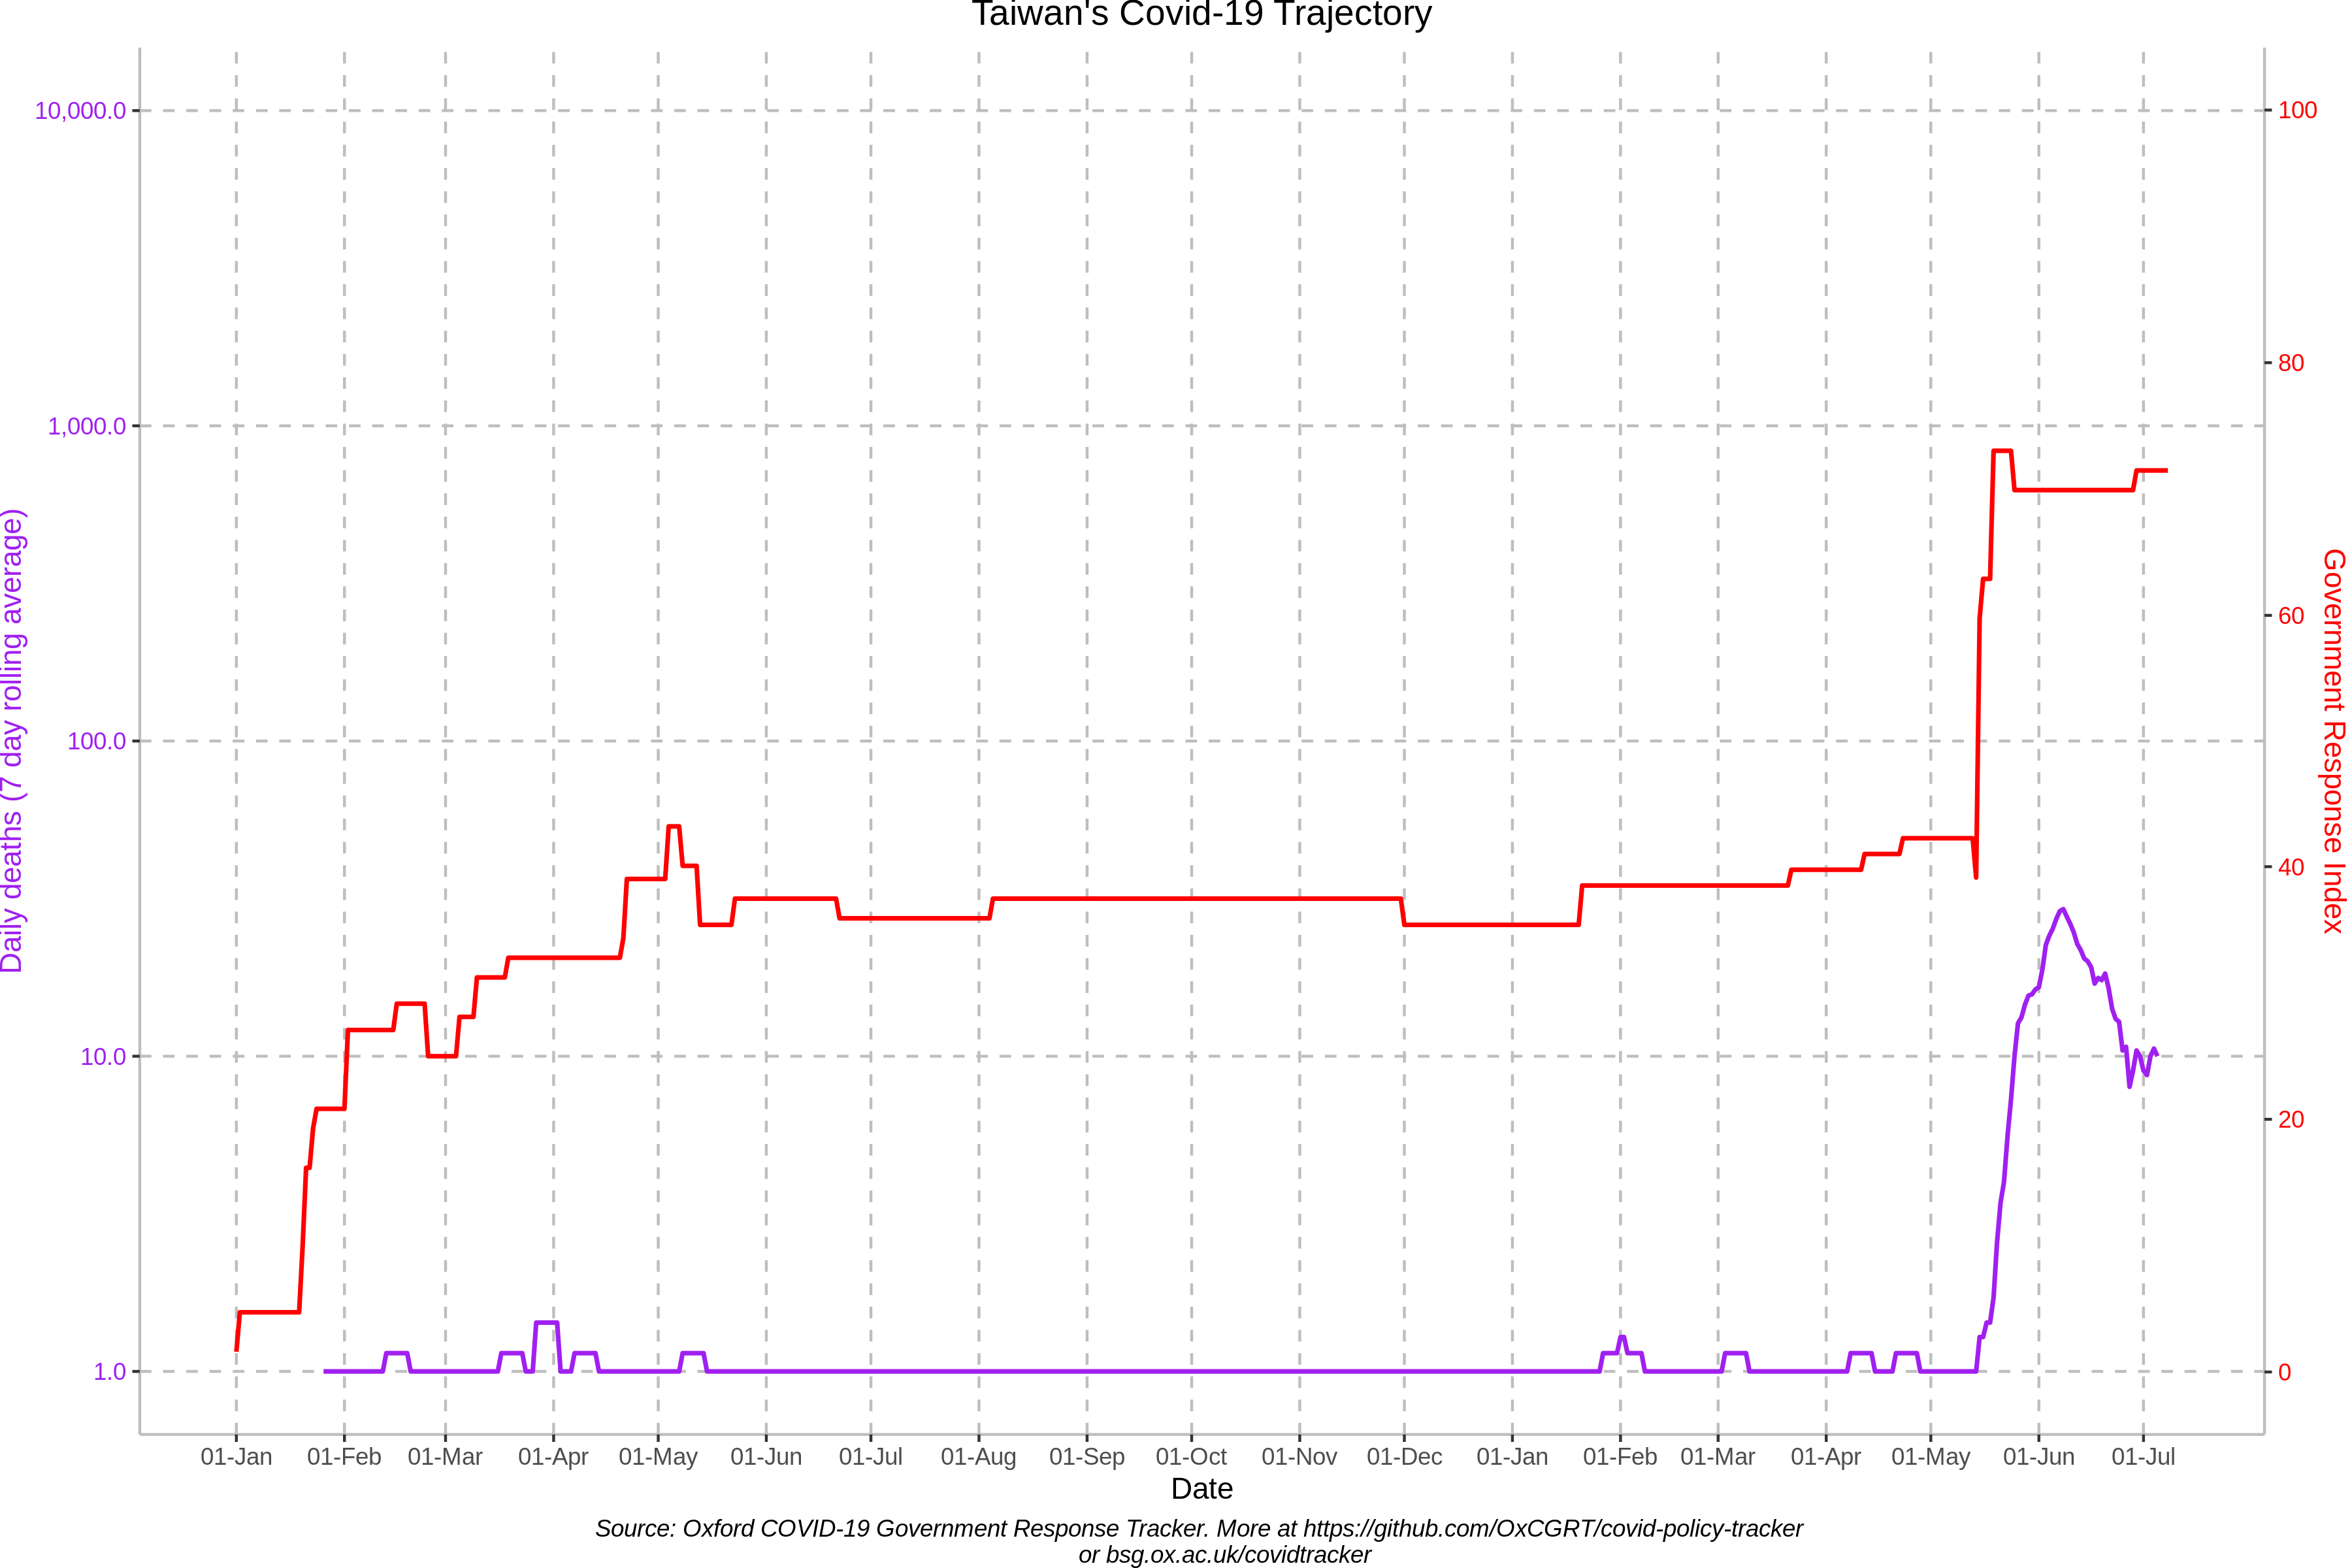 Taiwan's Covid-19 Trajectory
Daily deaths (7 day rolling average)
10,000.0
1,000.0
100.0
10.0
1.0
100
80
60
40
20
0
Government Response Index
01-Jan 01-Feb 01-Mar 01-Apr 01-May 01-Jun 01-Jul 01-Aug 01-Sep 01-Oct 01-Nov 01-Dec 01-Jan 01-Feb 01-Mar 01-Apr 01-May 01-Jun 01-Jul
Date
Source: Oxford COVID-19 Government Response Tracker. More at https://github.com/OxCGRT/covid-policy-tracker
or bsg.ox.ac.uk/covidtracker